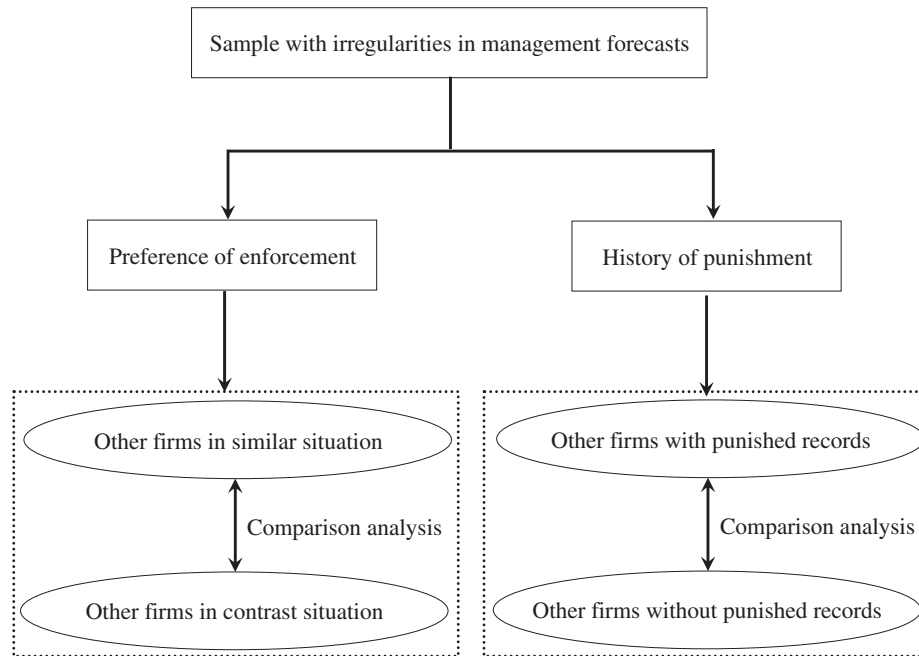 Sample with irregularities in management forecasts
Preference of enforcement
History of punishment
Other firms in similar situation
Comparison analysis
Other firms in contrast situation
Other firms with punished records
Comparison analysis
Other firms without punished records